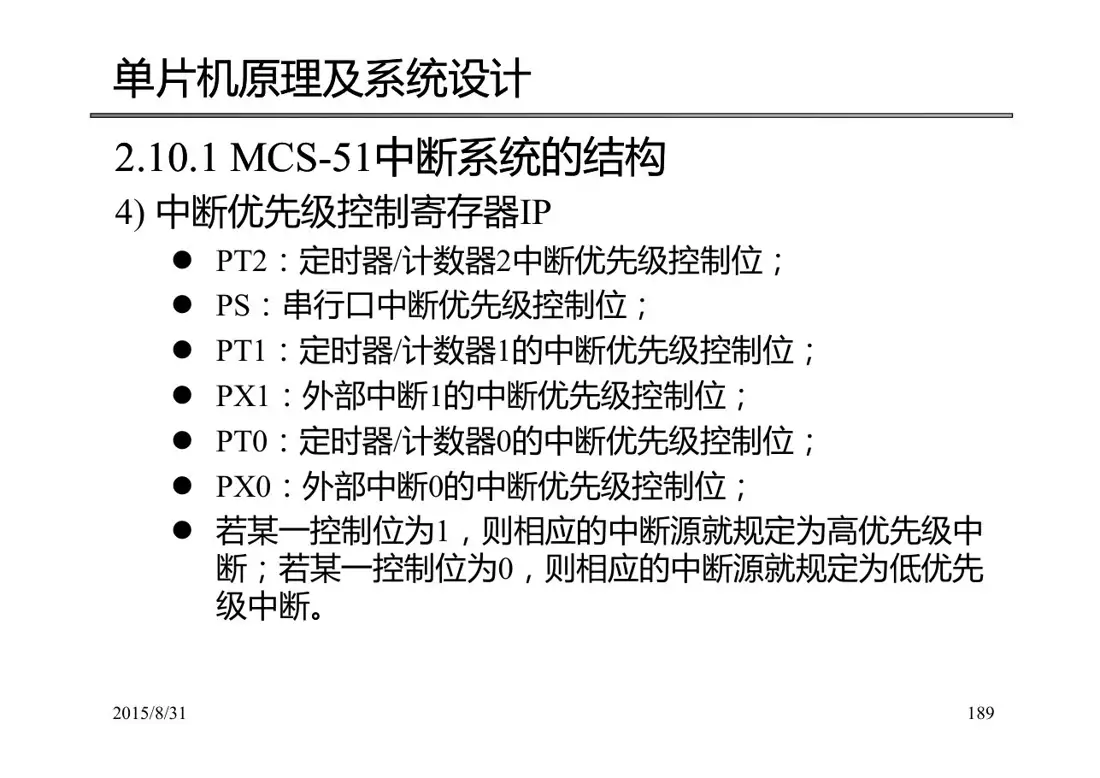 单片机原理及系统设计
2.10.1 MCS-51中断系统的结构
4) 中断优先级控制寄存器IP
● PT2：定时器/计数器2中断优先级控制位；
● PS：串行口中断优先级控制位；
● PT1：定时器/计数器1的中断优先级控制位；
● PX1：外部中断1的中断优先级控制位；
● PT0：定时器/计数器0的中断优先级控制位；
● PX0：外部中断0的中断优先级控制位；
● 若某一控制位为1，则相应的中断源就规定为高优先级中
断；若某一控制位为0，则相应的中断源就规定为低优先
级中断。
2015/8/31
189